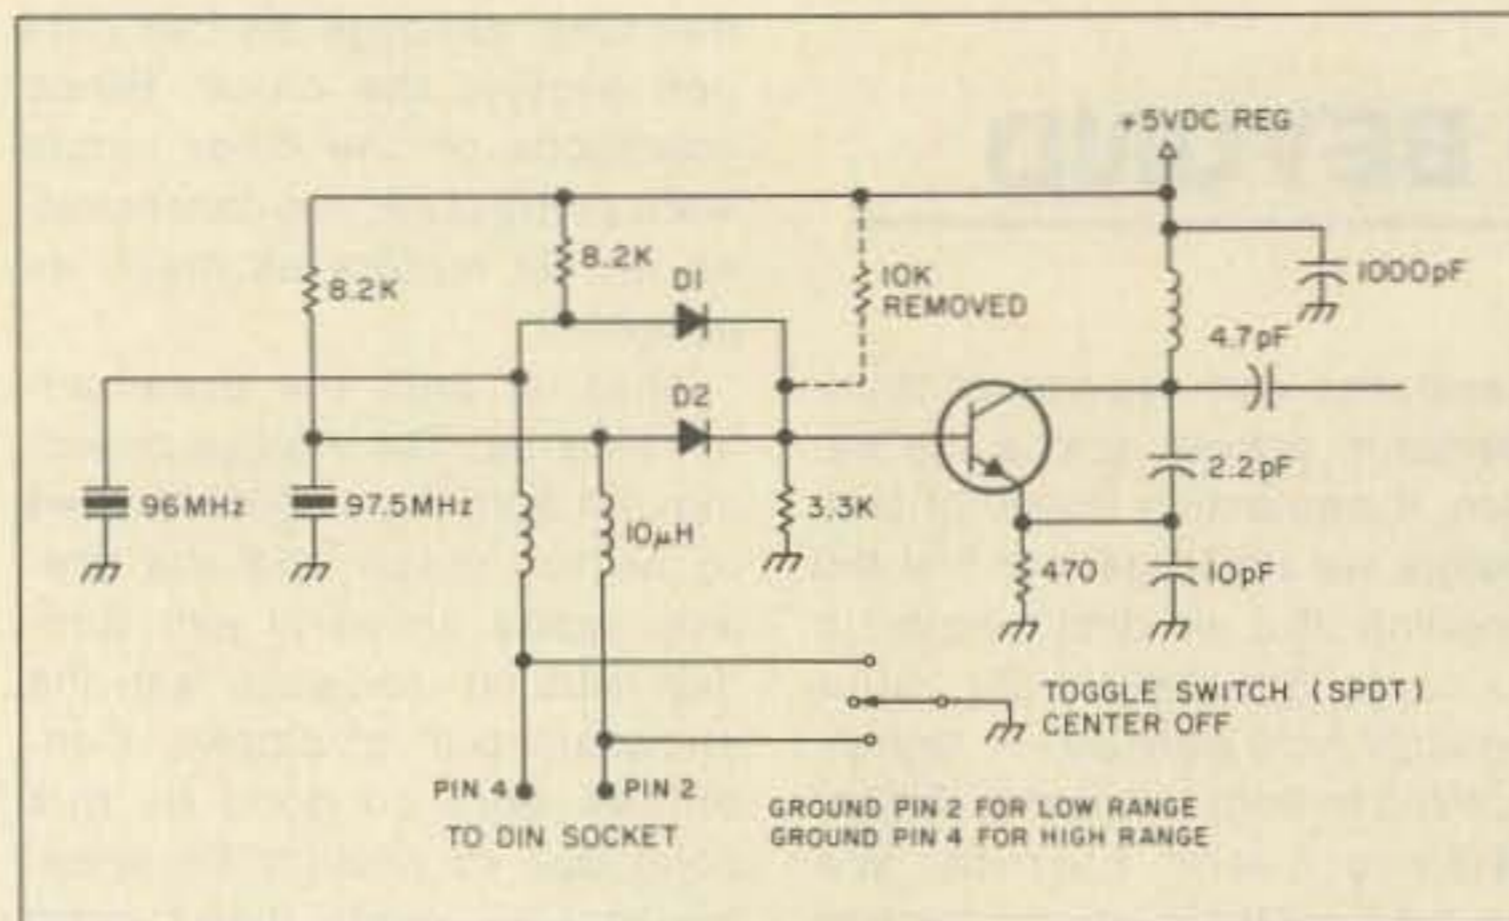 +5VDC REG
8.2K
8.2K
D1
10K
REMOVED
1000pF
4.7pF
D2
96MHz
97.5MHz
10μH
3.3K
2.2pF
470
10pF
TOGGLE SWITCH (SPDT)
CENTER OFF
PIN 4
PIN 2
TO DIN SOCKET
GROUND PIN 2 FOR LOW RANGE
GROUND PIN 4 FOR HIGH RANGE